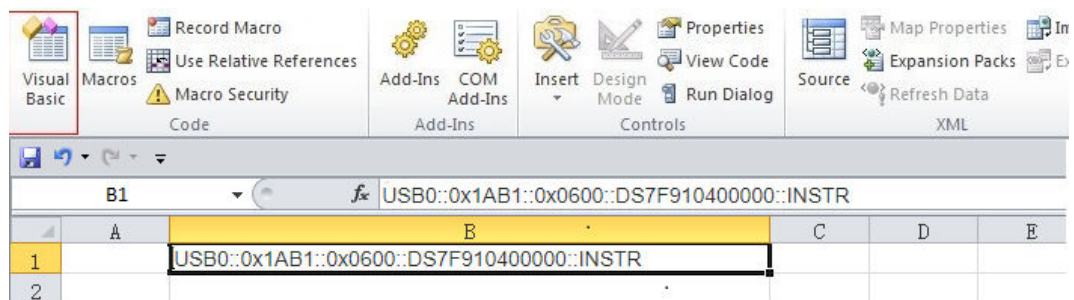 Record Macro
Use Relative References
Macro Security
Visual Basic
Macros
Code
Add-Ins
COM Add-Ins
Add-Ins
Insert
Design Mode
Properties
View Code
Run Dialog
Controls
Source
Map Properties
Expansion Packs
Refresh Data
XML
B1
fx
USB0::0x1AB1::0x0600::DS7F910400000::INSTR
A B C D E
1 USB0::0x1AB1::0x0600::DS7F910400000::INSTR
2